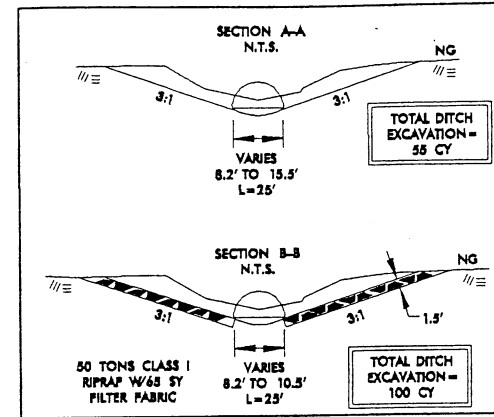 SECTION A-A
N.T.S.
NG
3:1
3:1
TOTAL DITCH
EXCAVATION=
55 CY
VARIES
8.2' TO 15.5'
L=25'
SECTION B-B
N.T.S.
NG
3:1
3:1
1.5'
50 TONS CLASS I
RIPRAP W/65 SY
FILTER FABRIC
VARIES
8.2' TO 10.5'
L=25'
TOTAL DITCH
EXCAVATION=
100 CY